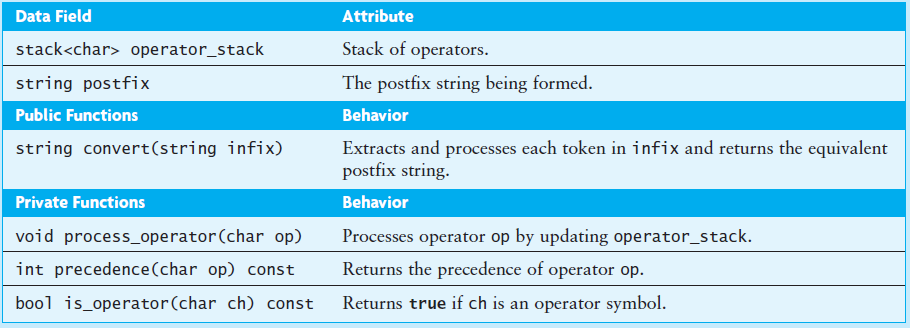 Data Field Attribute
stack<char> operator_stack Stack of operators.
string postfix The postfix string being formed.
Public Functions Behavior
string convert(string infix) Extracts and processes each token in infix and returns the equivalent
postfix string.
Private Functions Behavior
void process_operator(char op) Processes operator op by updating operator_stack.
int precedence(char op) const Returns the precedence of operator op.
bool is_operator(char ch) const Returns true if ch is an operator symbol.